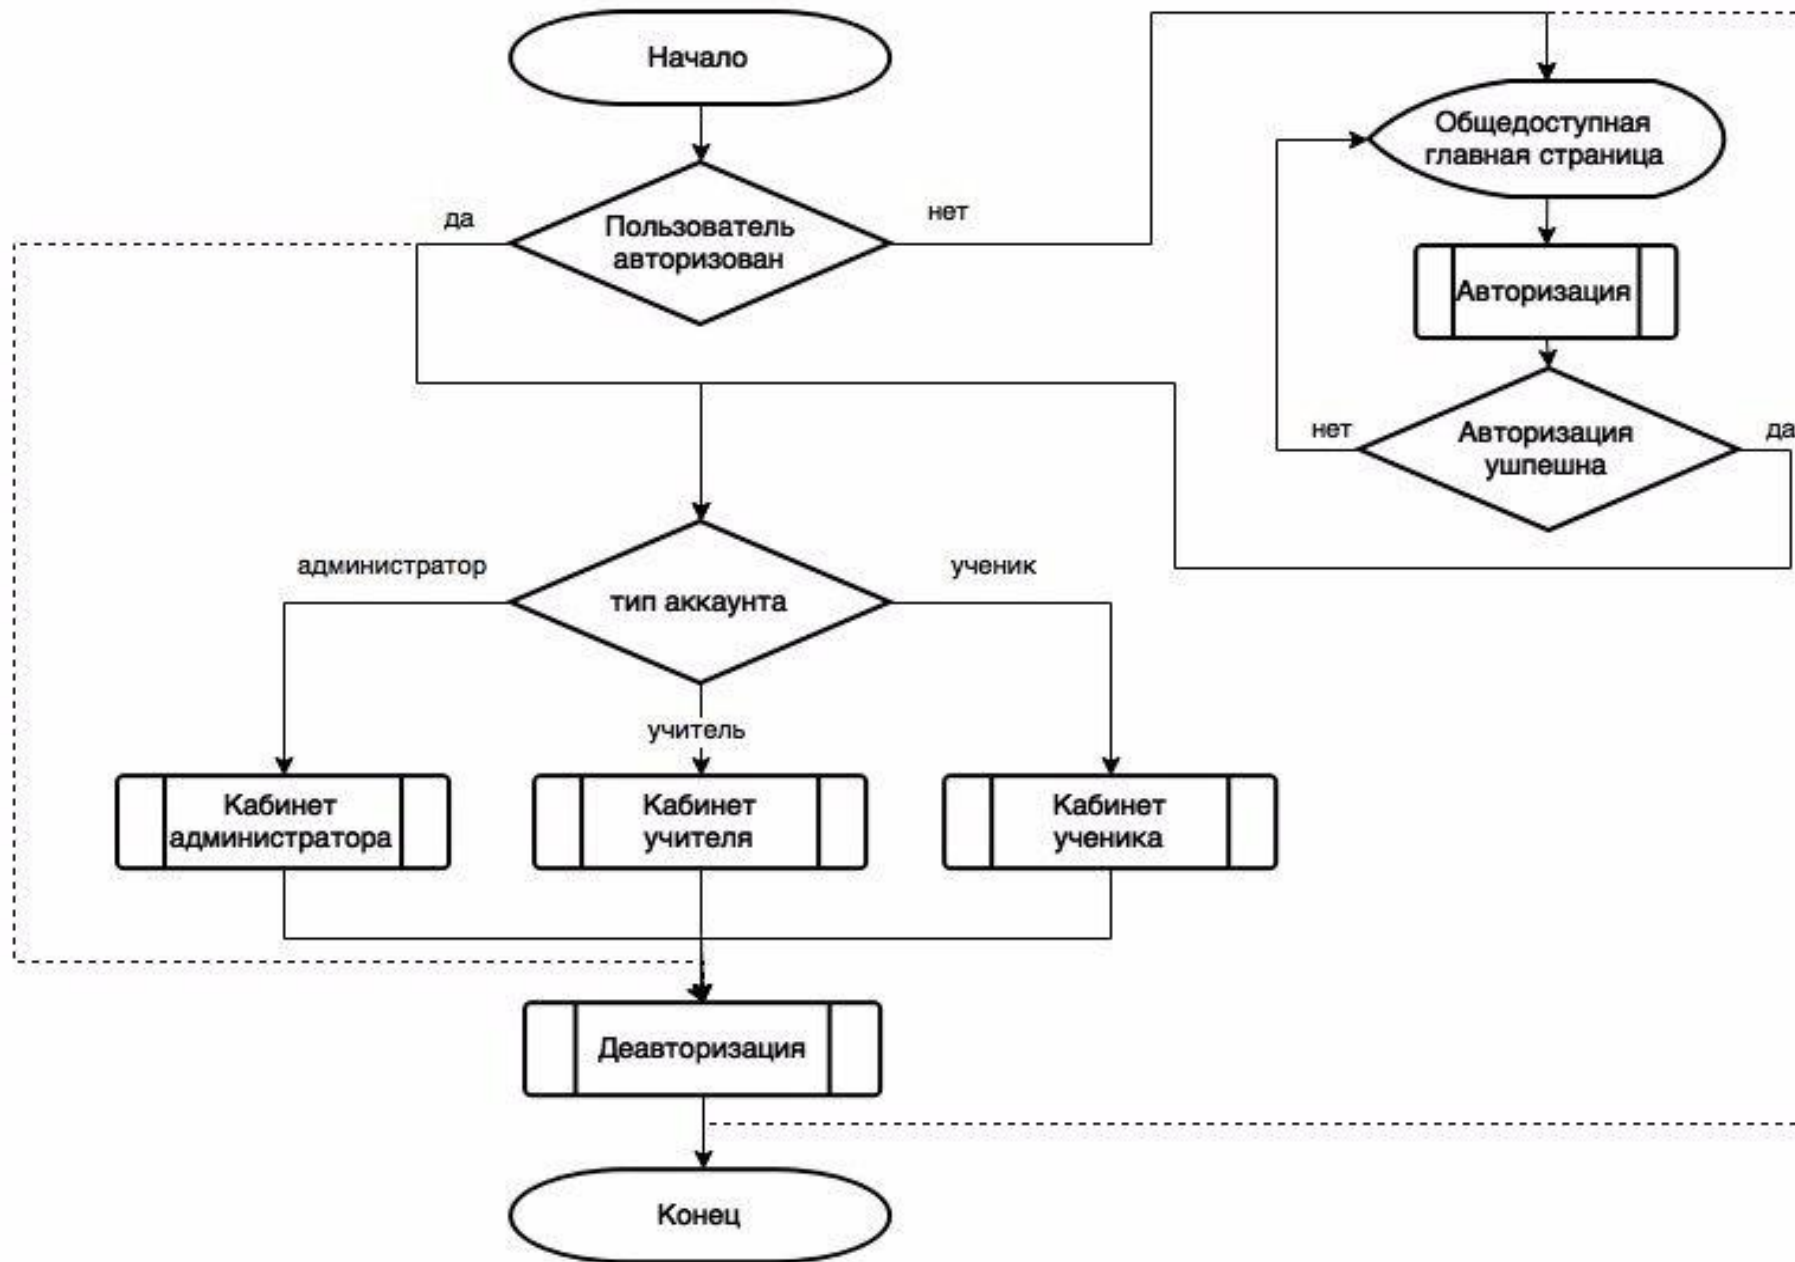 Начало
Общедоступная
главная страница
да
Пользователь
авторизован
нет
Авторизация
нет
Авторизация
ушпешна
да
администратор
тип аккаунта
ученик
учитель
Кабинет
администратора
Кабинет
учителя
Кабинет
ученика
Деавторизация
Конец